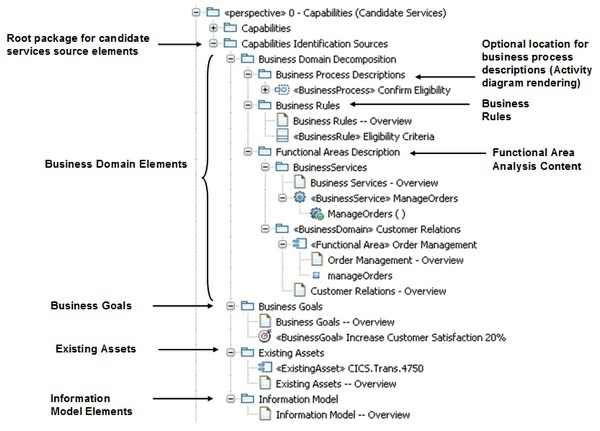 «perspective» 0 - Capabilities (Candidate Services)
Capabilities
Root package for candidate
services source elements
Capabilities Identification Sources
Business Domain Decomposition
Business Process Descriptions
«BusinessProcess» Confirm Eligibility
Optional location for
business process
descriptions (Activity
diagram rendering)
Business Rules
Business
Rules
Business Rules -- Overview
«BusinessRule» Eligibility Criteria
Functional Areas Description
Functional Area
Analysis Content
Business Domain Elements
BusinessServices
Business Services - Overview
«BusinessService» ManageOrders
ManageOrders ( )
«BusinessDomain» Customer Relations
«Functional Area» Order Management
Order Management - Overview
manageOrders
Customer Relations - Overview
Business Goals
Business Goals
Business Goals -- Overview
«BusinessGoal» Increase Customer Satisfaction 20%
Existing Assets
Existing Assets
«ExistingAsset» CICS.Trans.4750
Existing Assets -- Overview
Information
Model Elements
Information Model
Information Model -- Overview